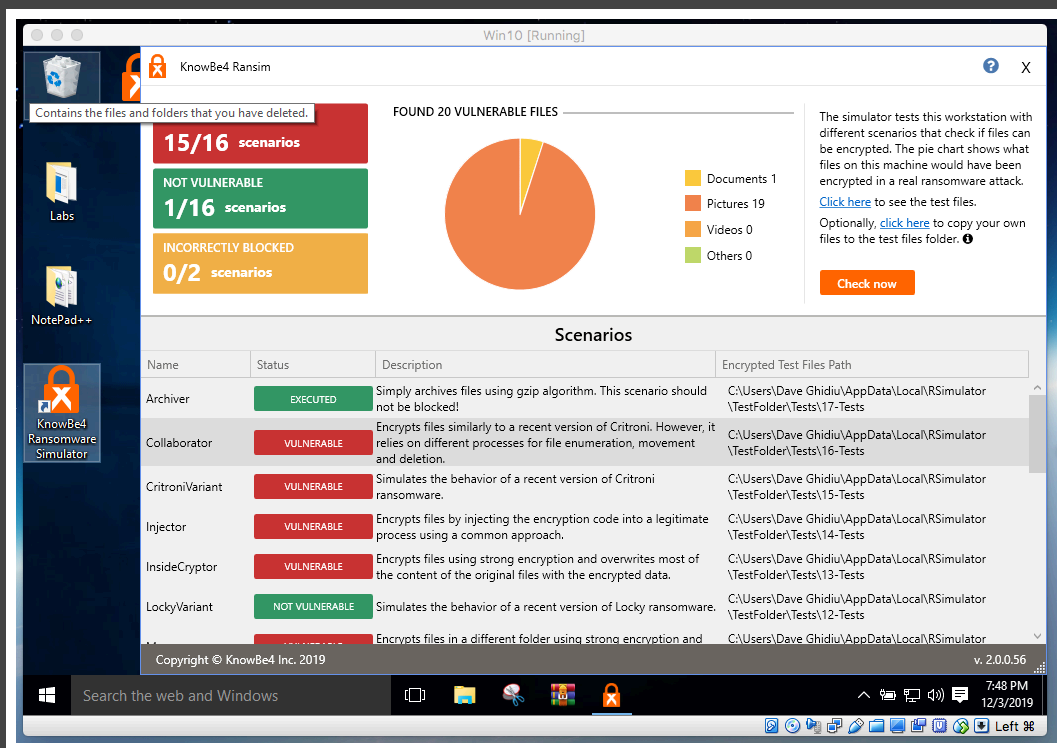 Win10 [Running]
KnowBe4 Ransim
?
X
Contains the files and folders that you have deleted.
15/16 scenarios
NOT VULNERABLE
1/16 scenarios
INCORRECTLY BLOCKED
0/2 scenarios
FOUND 20 VULNERABLE FILES
Documents 1
Pictures 19
Videos 0
Others 0
The simulator tests this workstation with
different scenarios that check if files can
be encrypted. The pie chart shows what
files on this machine would have been
encrypted in a real ransomware attack.
Click here to see the test files.
Optionally, click here to copy your own
files to the test files folder.
Check now
Labs
NotePad++
KnowBe4
Ransomware
Simulator
Scenarios
Name Status Description Encrypted Test Files Path
Archiver EXECUTED Simply archives files using gzip algorithm. This scenario should C:\Users\Dave Ghidiu\AppData\Local\RSimulator
not be blocked! \TestFolder\Tests\17-Tests
Encrypts files similarly to a recent version of Critroni. However, it
Collaborator VULNERABLE relies on different processes for file enumeration, movement C:\Users\Dave Ghidiu\AppData\Local\RSimulator
and deletion. \TestFolder\Tests\16-Tests
CritroniVariant VULNERABLE Simulates the behavior of a recent version of Critroni C:\Users\Dave Ghidiu\AppData\Local\RSimulator
ransomware. \TestFolder\Tests\15-Tests
Injector VULNERABLE Encrypts files by injecting the encryption code into a legitimate C:\Users\Dave Ghidiu\AppData\Local\RSimulator
process using a common approach. \TestFolder\Tests\14-Tests
InsideCryptor VULNERABLE Encrypts files using strong encryption and overwrites most of C:\Users\Dave Ghidiu\AppData\Local\RSimulator
the content of the original files with the encrypted data. \TestFolder\Tests\13-Tests
LockyVariant NOT VULNERABLE Simulates the behavior of a recent version of Locky ransomware. C:\Users\Dave Ghidiu\AppData\Local\RSimulator
\TestFolder\Tests\12-Tests
Encrypts files in a different folder using strong encryption and C:\Users\Dave Ghidiu\AppData\Local\RSimulator
Copyright © KnowBe4 Inc. 2019
v. 2.0.0.56
Search the web and Windows
7:48 PM
12/3/2019
Left ⌘